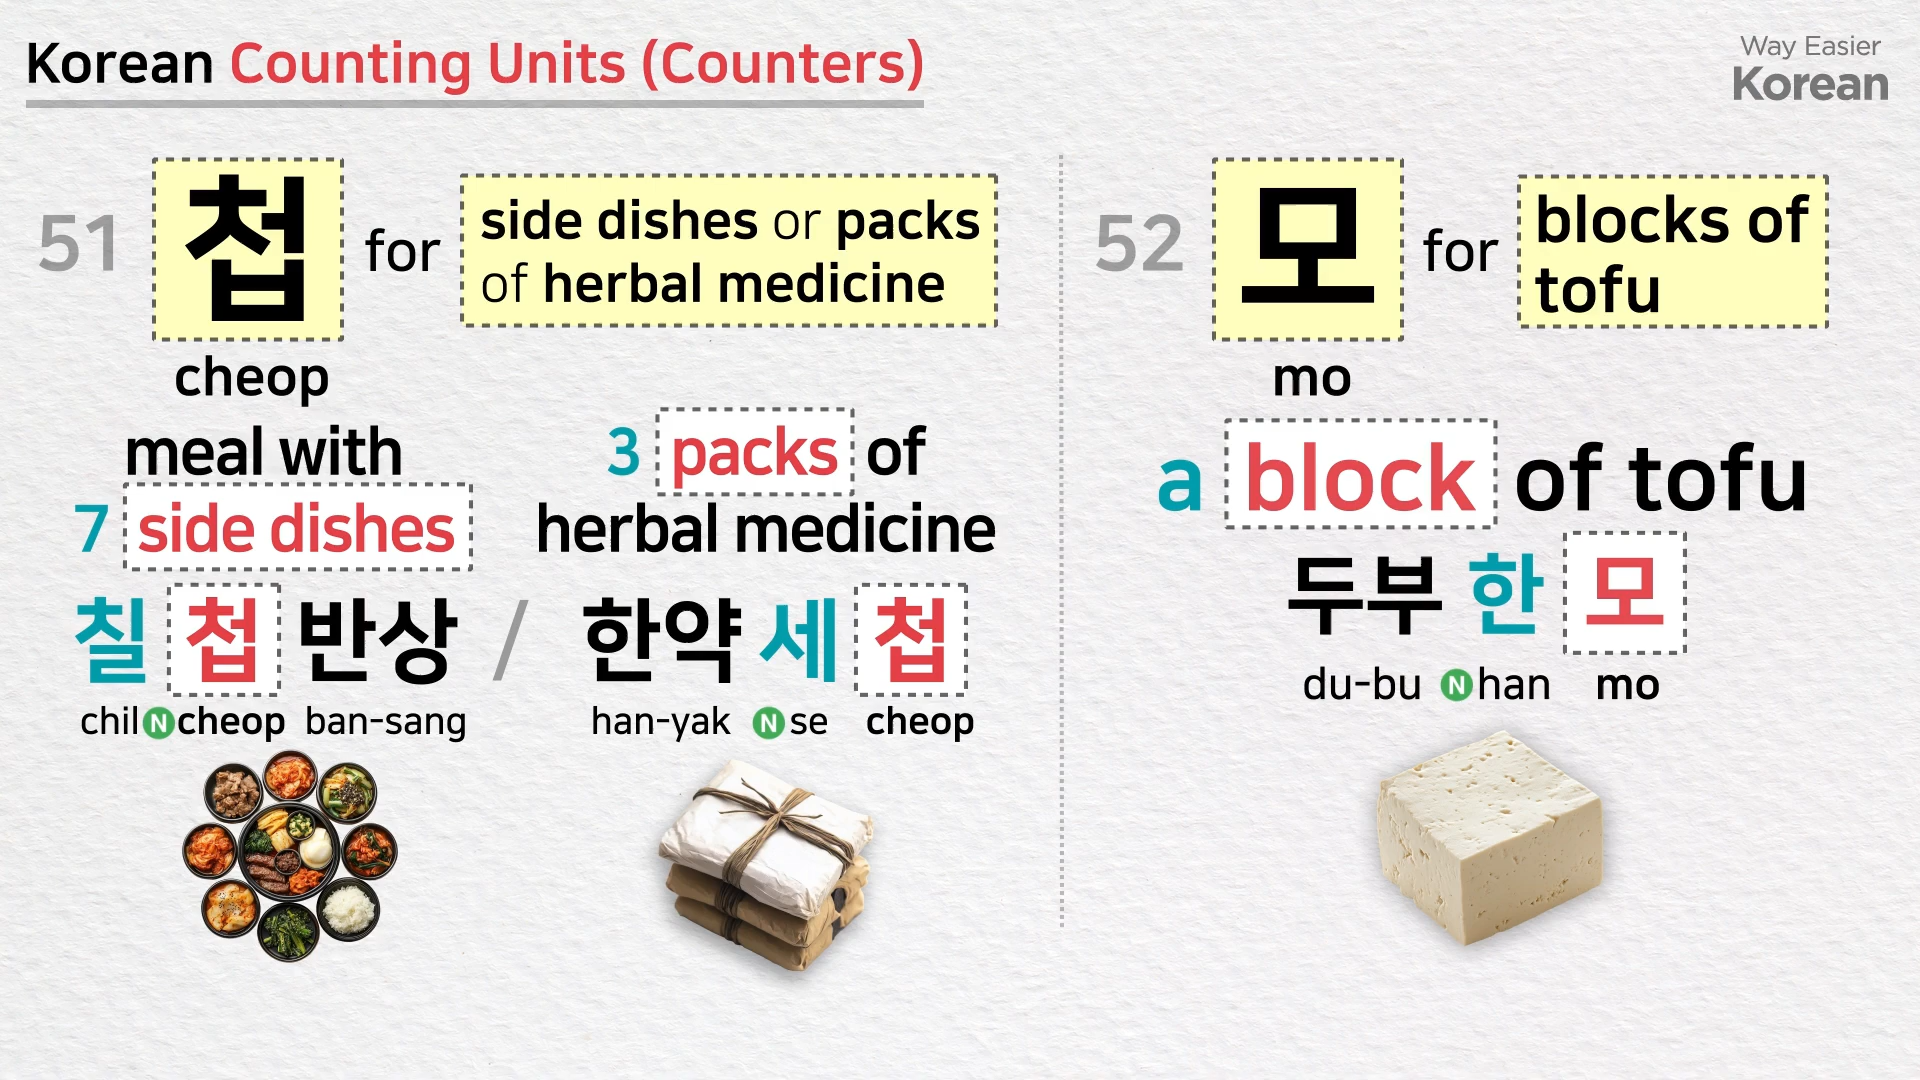 Korean Counting Units (Counters)
Way Easier
Korean
51 첩 for side dishes or packs
of herbal medicine
cheop
meal with
7 side dishes
칠 첩 반상
chil N cheop ban-sang
/
3 packs of
herbal medicine
한약 세 첩
han-yak N se cheop
52 모 for blocks of
tofu
mo
a block of tofu
두부 한 모
du-bu N han mo